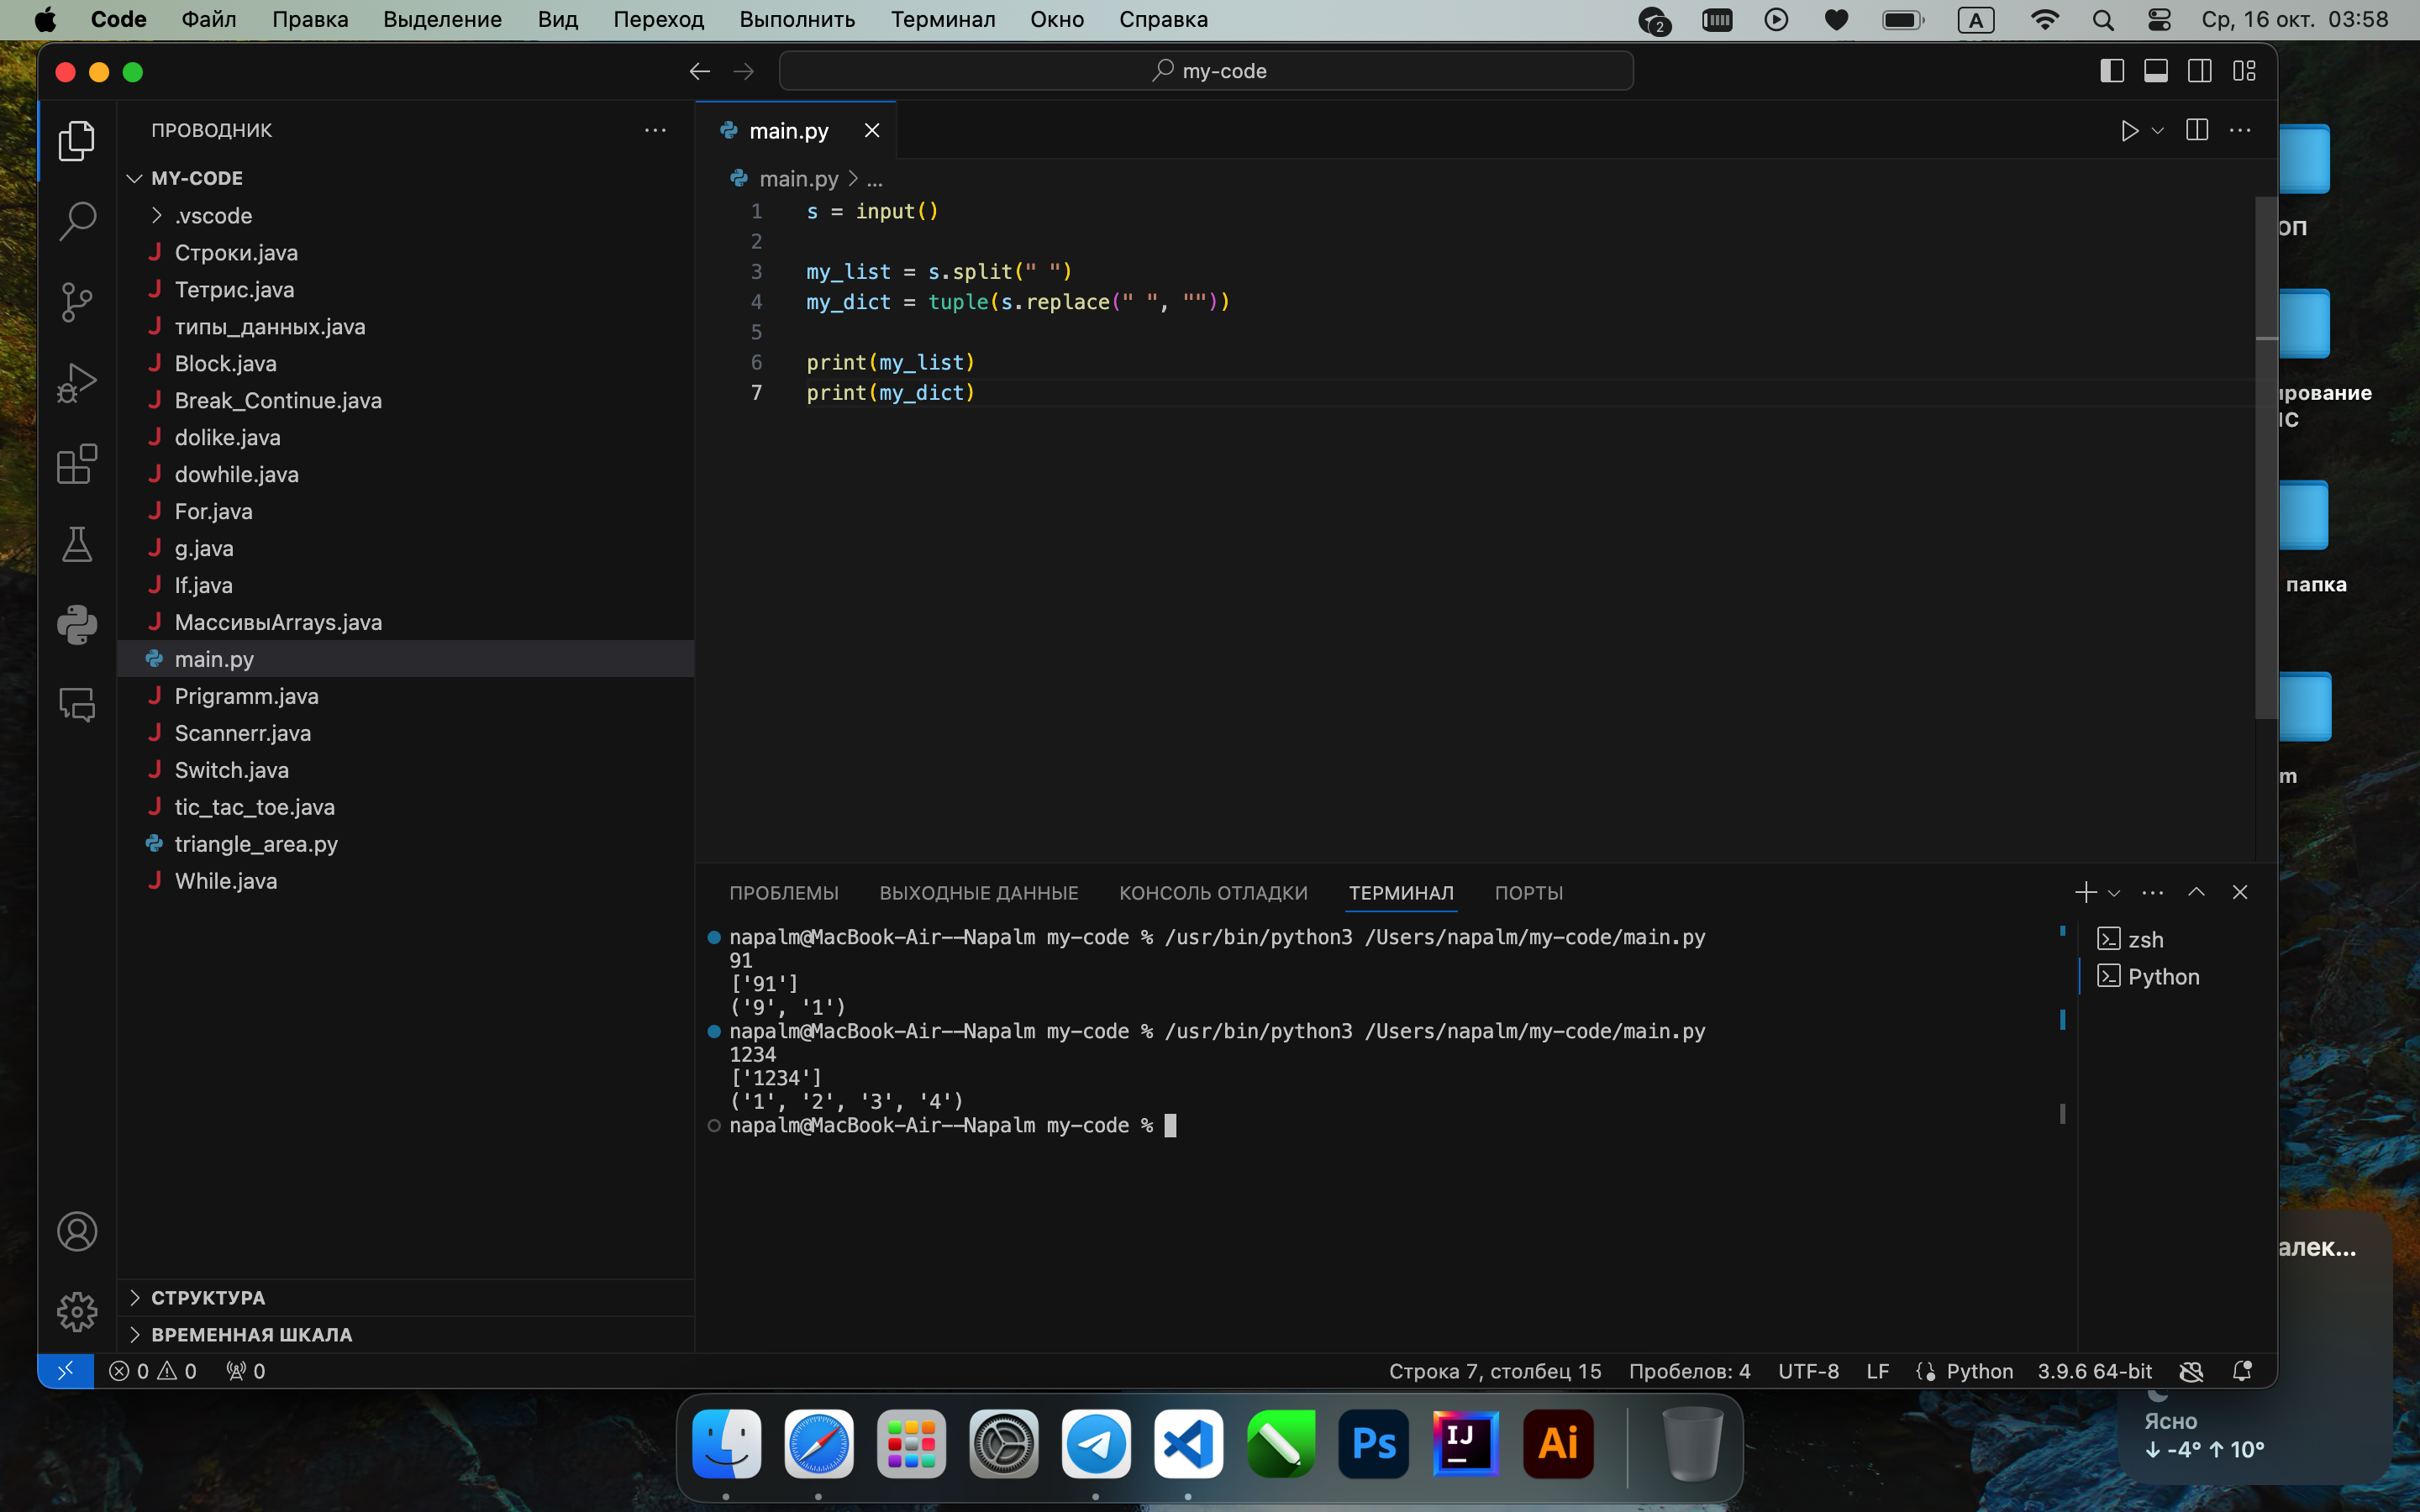 Code Файл Правка Выделение Вид Переход Выполнить Терминал Окно Справка 2 A Ср, 16 окт. 03:58
my-code
ПРОВОДНИК
MY-CODE
.vscode
J Строки.java
J Тетрис.java
J типы_данных.java
J Block.java
J Break_Continue.java
J dolike.java
J dowhile.java
J For.java
J g.java
J If.java
J МассивыArrays.java
main.py
J Prigramm.java
J Scannerr.java
J Switch.java
J tic_tac_toe.java
triangle_area.py
J While.java
СТРУКТУРА
ВРЕМЕННАЯ ШКАЛА
main.py
main.py > ...
1 s = input()
2
3 my_list = s.split(" ")
4 my_dict = tuple(s.replace(" ", ""))
5
6 print(my_list)
7 print(my_dict)
ПРОБЛЕМЫ ВЫХОДНЫЕ ДАННЫЕ КОНСОЛЬ ОТЛАДКИ ТЕРМИНАЛ ПОРТЫ
napalm@MacBook-Air--Napalm my-code % /usr/bin/python3 /Users/napalm/my-code/main.py
91
['91']
('9', '1')
napalm@MacBook-Air--Napalm my-code % /usr/bin/python3 /Users/napalm/my-code/main.py
1234
['1234']
('1', '2', '3', '4')
napalm@MacBook-Air--Napalm my-code %
zsh
Python
0 0 0 Строка 7, столбец 15 Пробелов: 4 UTF-8 LF Python 3.9.6 64-bit
ОП
ирование
ИС
папка
m
алек...
Ясно
↓ -4° ↑ 10°
Ps
IJ
Ai